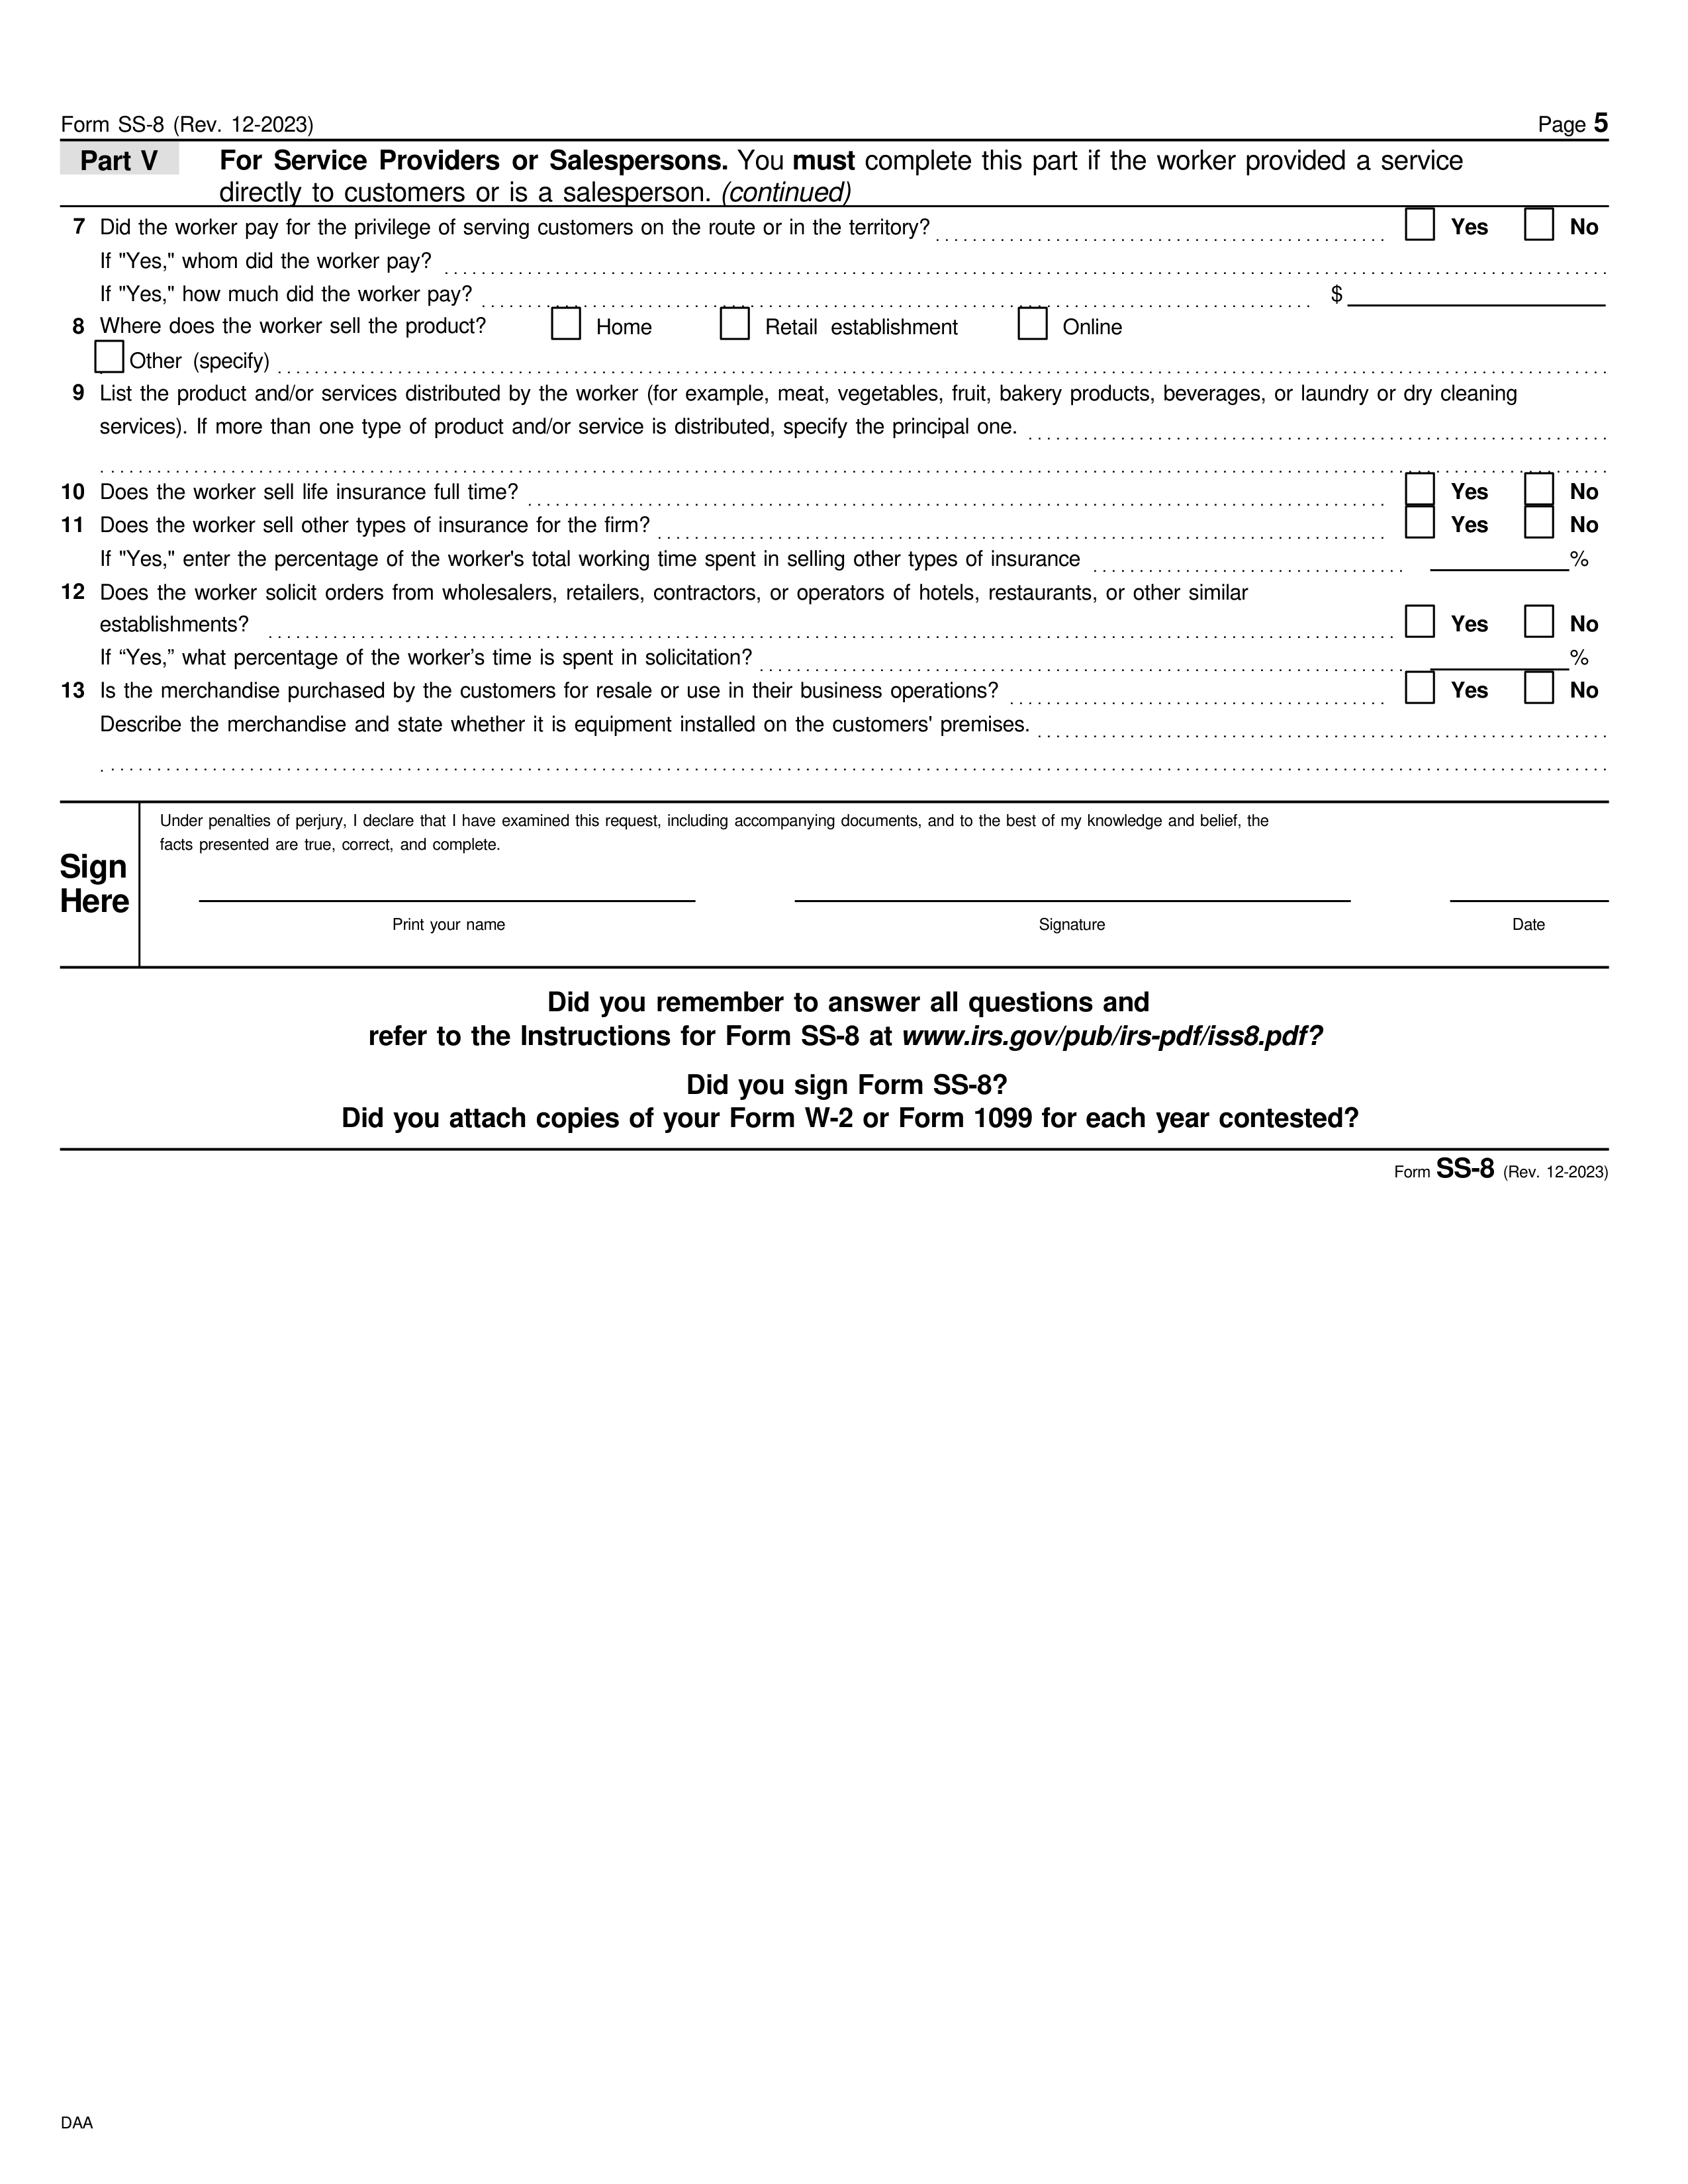 Form SS-8 (Rev. 12-2023) Page 5
Part V For Service Providers or Salespersons. You must complete this part if the worker provided a service
directly to customers or is a salesperson. (continued)
7 Did the worker pay for the privilege of serving customers on the route or in the territory? Yes No
If "Yes," whom did the worker pay?
If "Yes," how much did the worker pay? $
8 Where does the worker sell the product? Home Retail establishment Online
Other (specify)
9 List the product and/or services distributed by the worker (for example, meat, vegetables, fruit, bakery products, beverages, or laundry or dry cleaning
services). If more than one type of product and/or service is distributed, specify the principal one.
10 Does the worker sell life insurance full time? Yes No
11 Does the worker sell other types of insurance for the firm? Yes No
If "Yes," enter the percentage of the worker's total working time spent in selling other types of insurance %
12 Does the worker solicit orders from wholesalers, retailers, contractors, or operators of hotels, restaurants, or other similar
establishments? Yes No
If “Yes,” what percentage of the worker’s time is spent in solicitation? %
13 Is the merchandise purchased by the customers for resale or use in their business operations? Yes No
Describe the merchandise and state whether it is equipment installed on the customers' premises.
Sign
Here
Under penalties of perjury, I declare that I have examined this request, including accompanying documents, and to the best of my knowledge and belief, the
facts presented are true, correct, and complete.
Print your name Signature Date
Did you remember to answer all questions and
refer to the Instructions for Form SS-8 at www.irs.gov/pub/irs-pdf/iss8.pdf?
Did you sign Form SS-8?
Did you attach copies of your Form W-2 or Form 1099 for each year contested?
Form SS-8 (Rev. 12-2023)
DAA